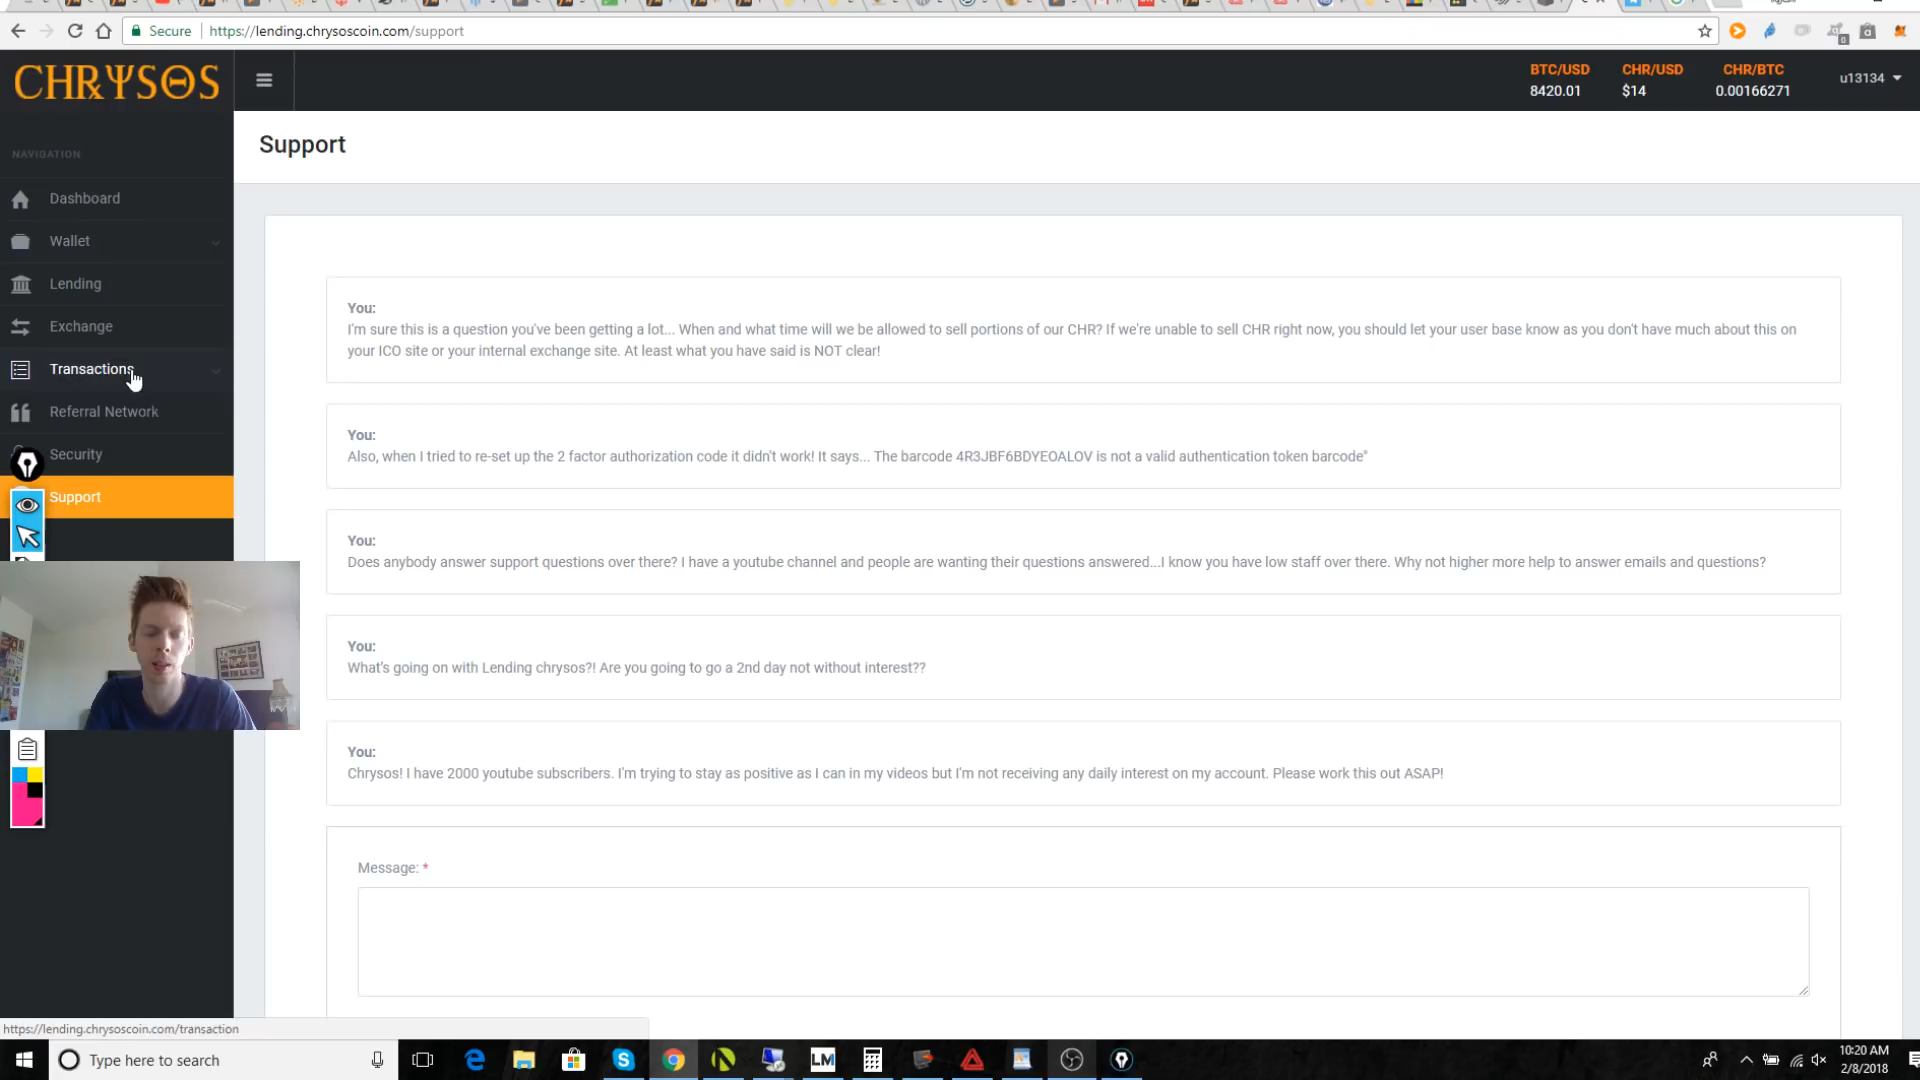 Secure https://lending.chrysoscoin.com/support
CHRYSOS
BTC/USD CHR/USD CHR/BTC
8420.01 $14 0.00166271
u13134
NAVIGATION
Support
Dashboard
Wallet
Lending
Exchange
Transactions
Referral Network
Security
Support
You:
I'm sure this is a question you've been getting a lot... When and what time will we be allowed to sell portions of our CHR? If we're unable to sell CHR right now, you should let your user base know as you don't have much about this on
your ICO site or your internal exchange site. At least what you have said is NOT clear!
You:
Also, when I tried to re-set up the 2 factor authorization code it didn't work! It says... The barcode 4R3JBF6BDYEOALOV is not a valid authentication token barcode"
You:
Does anybody answer support questions over there? I have a youtube channel and people are wanting their questions answered...I know you have low staff over there. Why not higher more help to answer emails and questions?
You:
What's going on with Lending chrysos?! Are you going to go a 2nd day not without interest??
You:
Chrysos! I have 2000 youtube subscribers. I'm trying to stay as positive as I can in my videos but I'm not receiving any daily interest on my account. Please work this out ASAP!
Message: *
https://lending.chrysoscoin.com/transaction
Type here to search
LM
10:20 AM
2/8/2018